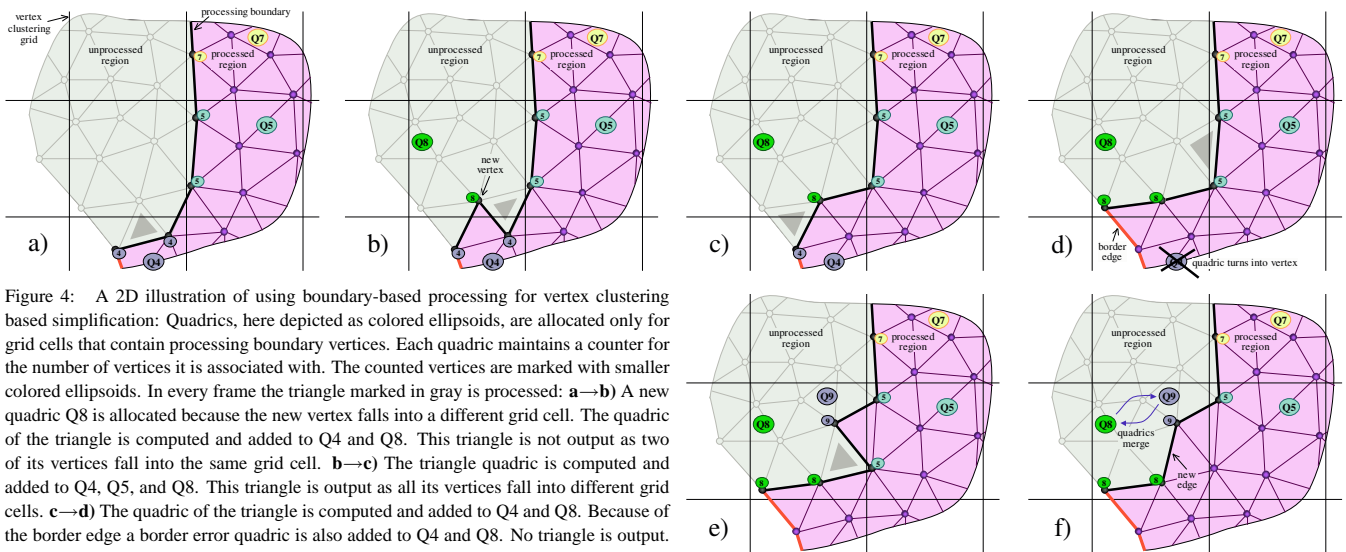 vertex
clustering
grid
processing boundary
unprocessed
region
processed
region
Q7
7
5
Q5
5
4
4
Q4
a)
unprocessed
region
processed
region
Q7
7
5
Q5
Q8
new
vertex
5
8
4
4
Q4
b)
unprocessed
region
processed
region
Q7
7
5
Q5
Q8
5
8
4
Q4
c)
unprocessed
region
processed
region
Q7
7
5
Q5
Q8
5
8
8
border
edge
quadric turns into vertex
d)
Figure 4: A 2D illustration of using boundary-based processing for vertex clustering
based simplification: Quadrics, here depicted as colored ellipsoids, are allocated only for
grid cells that contain processing boundary vertices. Each quadric maintains a counter for
the number of vertices it is associated with. The counted vertices are marked with smaller
colored ellipsoids. In every frame the triangle marked in gray is processed: a→b) A new
quadric Q8 is allocated because the new vertex falls into a different grid cell. The quadric
of the triangle is computed and added to Q4 and Q8. This triangle is not output as two
of its vertices fall into the same grid cell. b→c) The triangle quadric is computed and
added to Q4, Q5, and Q8. This triangle is output as all its vertices fall into different grid
cells. c→d) The quadric of the triangle is computed and added to Q4 and Q8. Because of
the border edge a border error quadric is also added to Q4 and Q8. No triangle is output.
unprocessed
region
processed
region
Q7
7
Q9
5
Q5
Q8
9
5
8
8
e)
unprocessed
region
processed
region
Q7
7
Q9
5
Q5
Q8
9
quadrics
merge
8
8
new
edge
f)